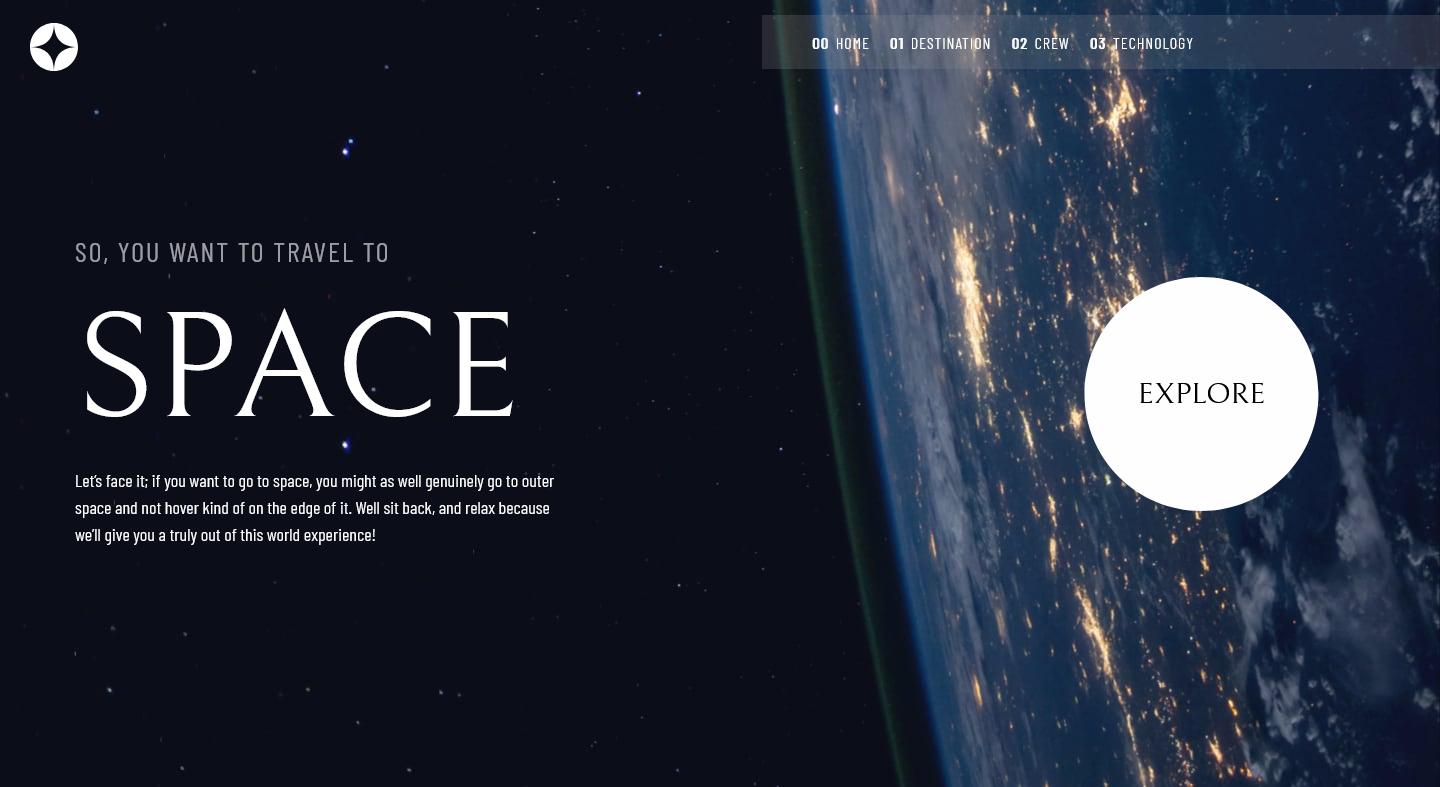 00 HOME 01 DESTINATION 02 CREW 03 TECHNOLOGY
SO, YOU WANT TO TRAVEL TO
SPACE
Let's face it; if you want to go to space, you might as well genuinely go to outer
space and not hover kind of on the edge of it. Well sit back, and relax because
we'll give you a truly out of this world experience!
EXPLORE